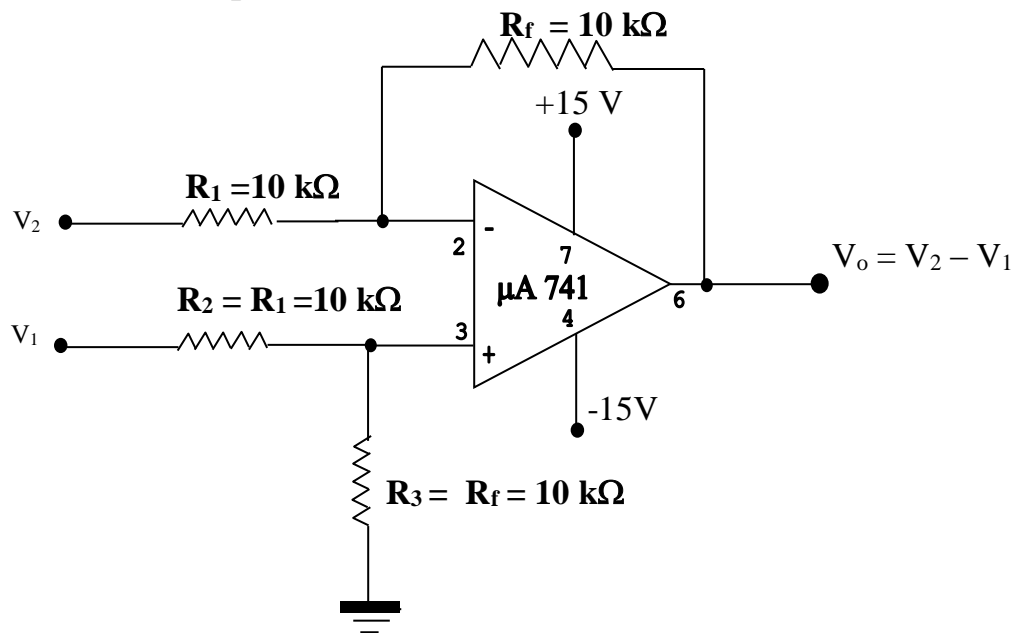 Rf = 10 kΩ
+15 V
R1 =10 kΩ
V2
-
2
7
Vo = V2 – V1
μA 741
6
R2 = R1 =10 kΩ
4
3
V1
+
-15V
R3 = Rf = 10 kΩ